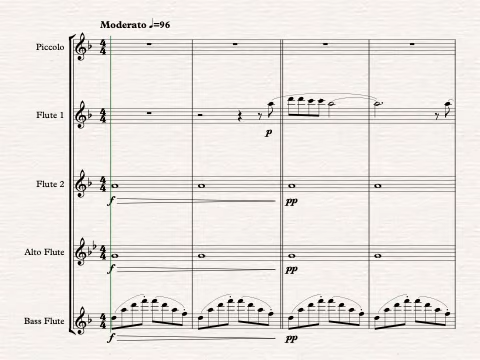 Moderato ♩=96
Piccolo
Flute 1
p
Flute 2
f pp
Alto Flute
f pp
Bass Flute
f pp